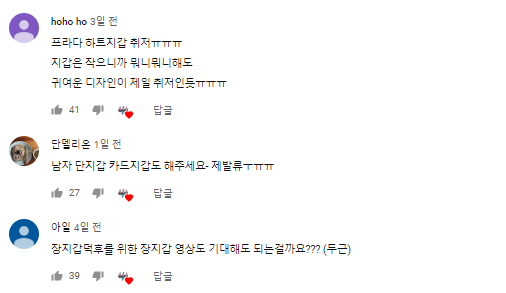 hoho ho 3일 전
프라다 하트지갑 취저ㅠㅠㅠ
지갑은 작으니까 뭐니뭐니해도
귀여운 디자인이 제일 취저인듯ㅠㅠㅠ
41 답글
단델리온 1일 전
남자 단지갑 카드지갑도 해주세요- 제발류ㅜㅠㅠ
27 답글
아일 4일 전
장지갑덕후를 위한 장지갑 영상도 기대해도 되는걸까요??? (두근)
39 답글